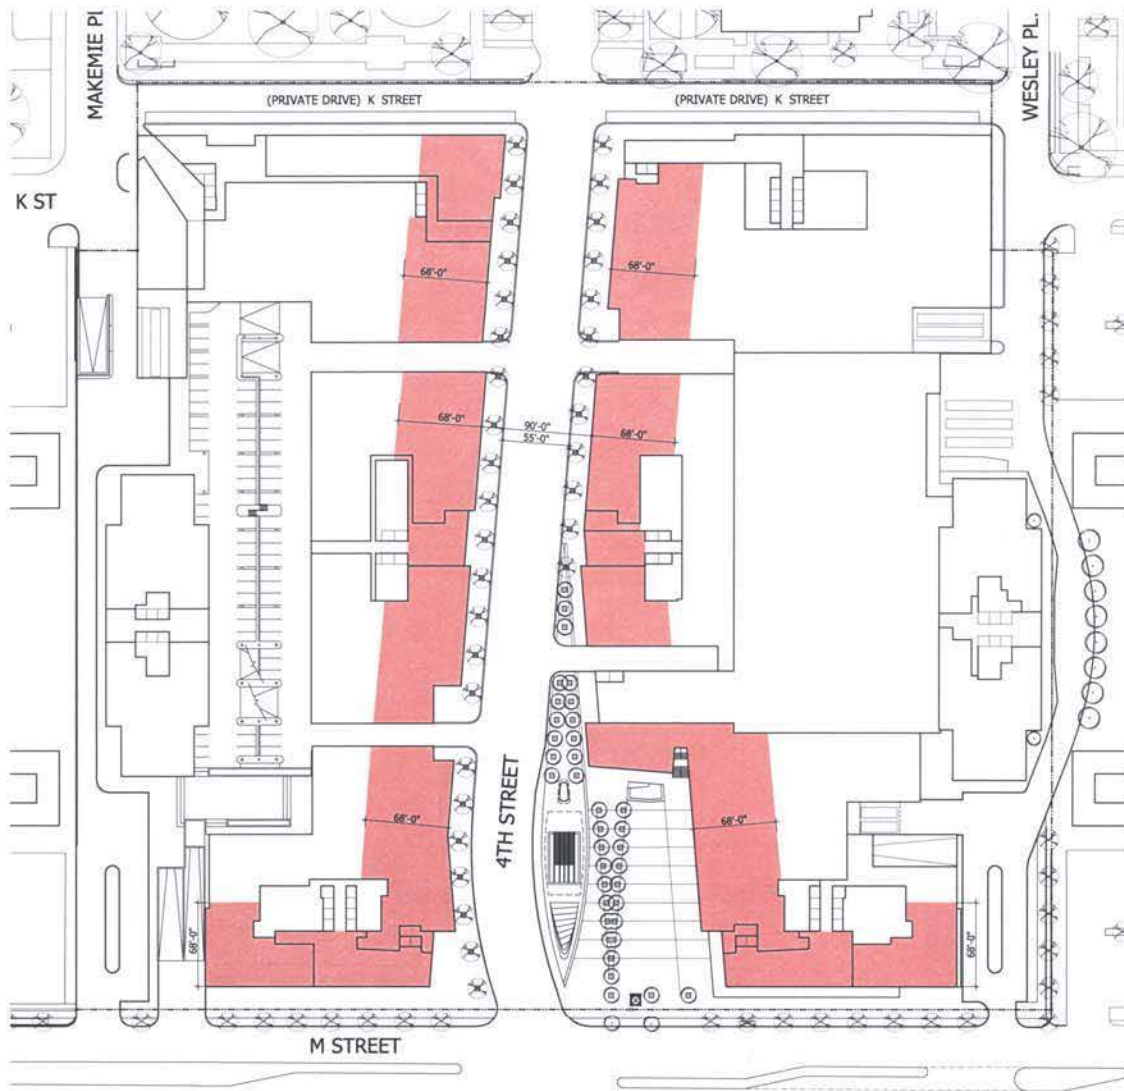 MAKEMIE PL
WESLEY PL.
(PRIVATE DRIVE) K STREET
(PRIVATE DRIVE) K STREET
K ST
68'-0"
68'-0"
68'-0"
90'-0"
55'-0"
68'-0"
4TH STREET
68'-0"
68'-0"
68'-0"
68'-0"
M STREET